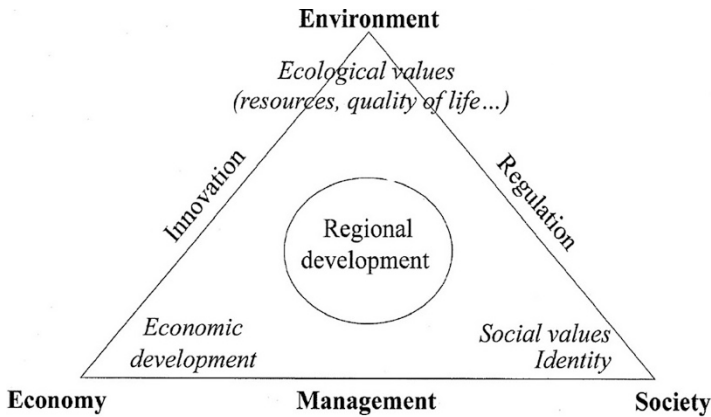 Environment
Ecological values
(resources, quality of life…)
Innovation
Regulation
Regional
development
Economic
development
Social values
Identity
Economy
Management
Society